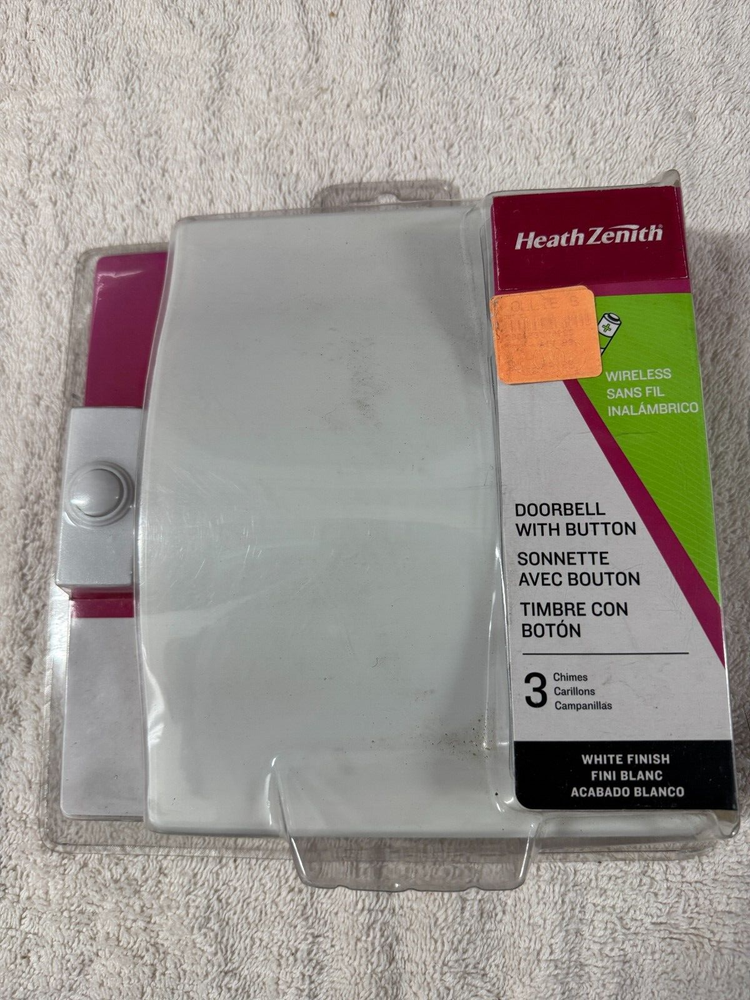 HeathZenith
WIRELESS
SANS FIL
INALÁMBRICO
DOORBELL
WITH BUTTON
SONNETTE
AVEC BOUTON
TIMBRE CON
BOTÓN
3
Chimes
Carillons
Campanillas
WHITE FINISH
FINI BLANC
ACABADO BLANCO